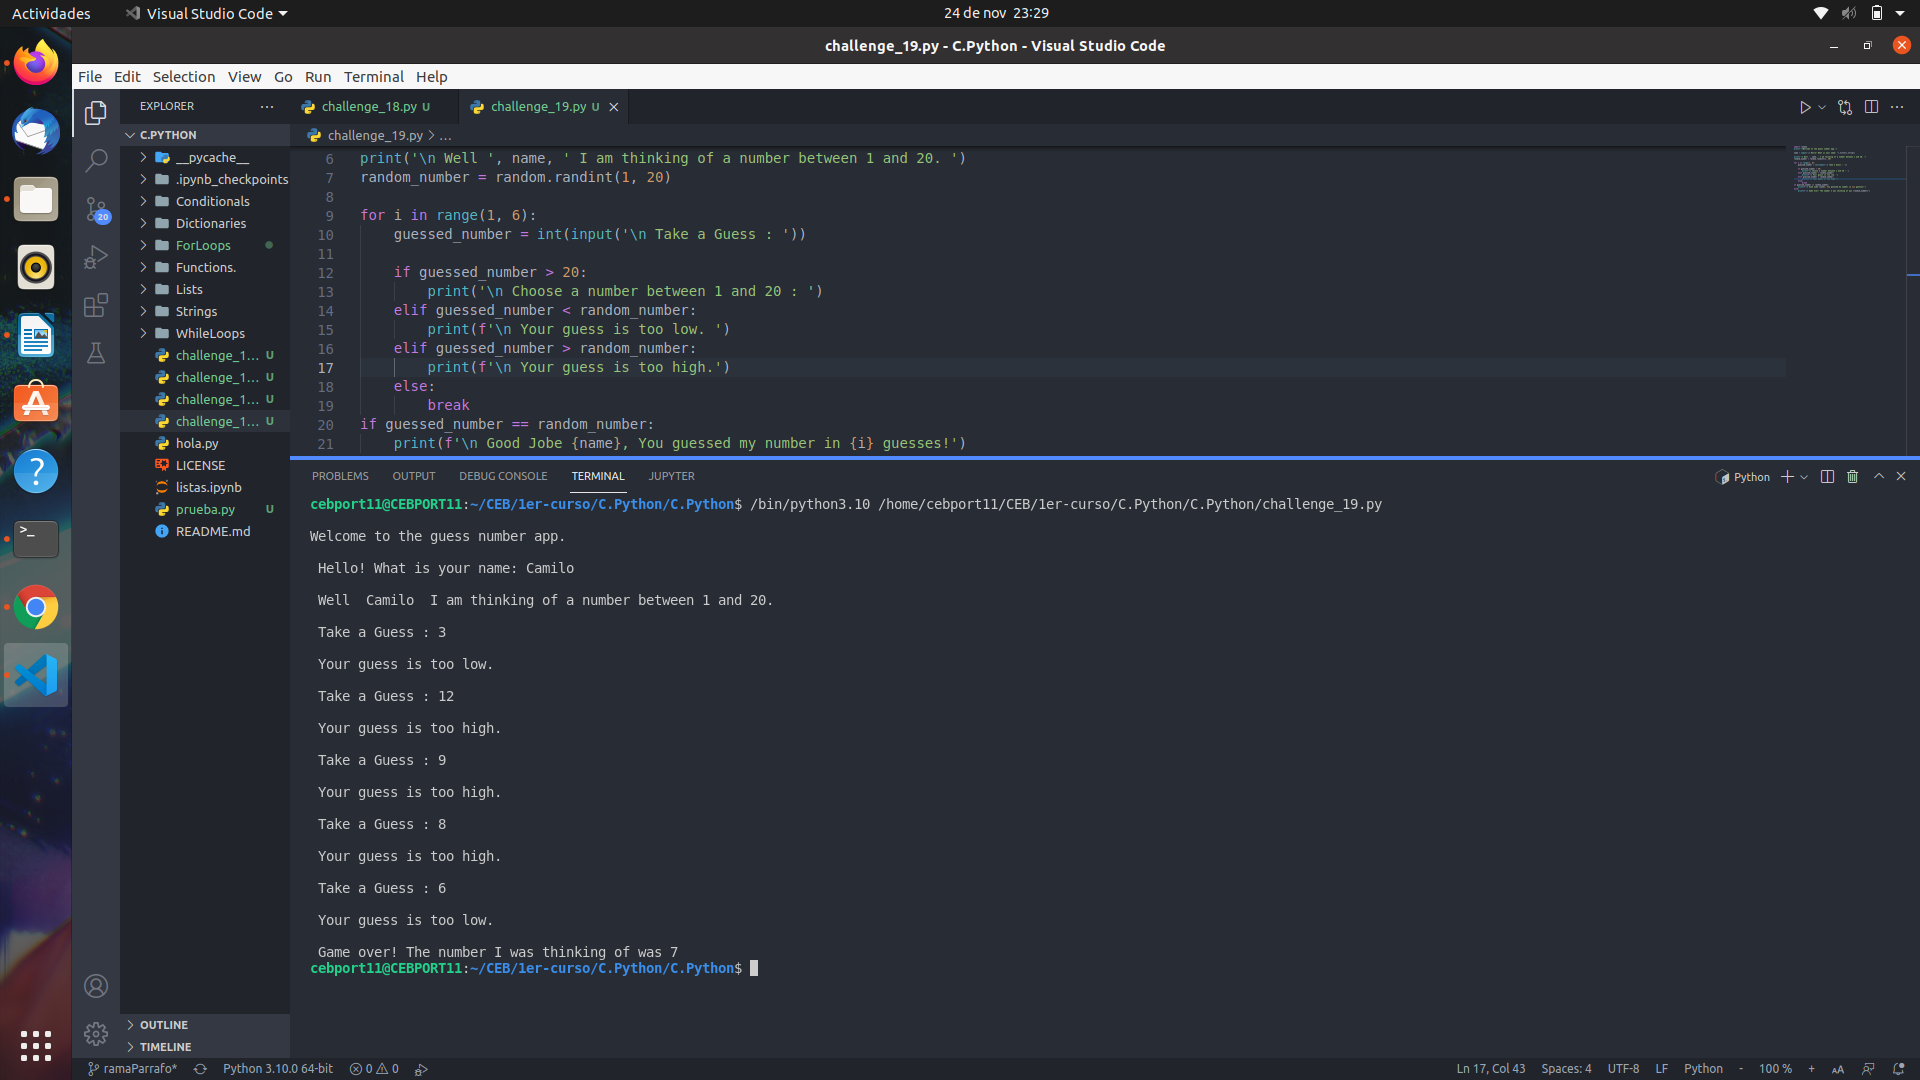 Actividades
Visual Studio Code
24 de nov 23:29
challenge_19.py - C.Python - Visual Studio Code
File Edit Selection View Go Run Terminal Help
EXPLORER
challenge_18.py U
challenge_19.py U
C.PYTHON
challenge_19.py > ...
__pycache__
.ipynb_checkpoints
Conditionals
Dictionaries
ForLoops
Functions.
Lists
Strings
WhileLoops
challenge_1... U
challenge_1... U
challenge_1... U
challenge_1... U
hola.py
LICENSE
listas.ipynb
prueba.py U
README.md
20
OUTLINE
TIMELINE
6 print('\n Well ', name, ' I am thinking of a number between 1 and 20. ')
7 random_number = random.randint(1, 20)
8
9 for i in range(1, 6):
10 guessed_number = int(input('\n Take a Guess : '))
11
12 if guessed_number > 20:
13 print('\n Choose a number between 1 and 20 : ')
14 elif guessed_number < random_number:
15 print(f'\n Your guess is too low. ')
16 elif guessed_number > random_number:
17 print(f'\n Your guess is too high.')
18 else:
19 break
20 if guessed_number == random_number:
21 print(f'\n Good Jobe {name}, You guessed my number in {i} guesses!')
PROBLEMS OUTPUT DEBUG CONSOLE TERMINAL JUPYTER
Python
cebport11@CEBPORT11:~/CEB/1er-curso/C.Python/C.Python$ /bin/python3.10 /home/cebport11/CEB/1er-curso/C.Python/C.Python/challenge_19.py
Welcome to the guess number app.
Hello! What is your name: Camilo
Well  Camilo  I am thinking of a number between 1 and 20.
Take a Guess : 3
Your guess is too low.
Take a Guess : 12
Your guess is too high.
Take a Guess : 9
Your guess is too high.
Take a Guess : 8
Your guess is too high.
Take a Guess : 6
Your guess is too low.
Game over! The number I was thinking of was 7
cebport11@CEBPORT11:~/CEB/1er-curso/C.Python/C.Python$
ramaParrafo* Python 3.10.0 64-bit 0 0
Ln 17, Col 43 Spaces: 4 UTF-8 LF Python - 100 % +